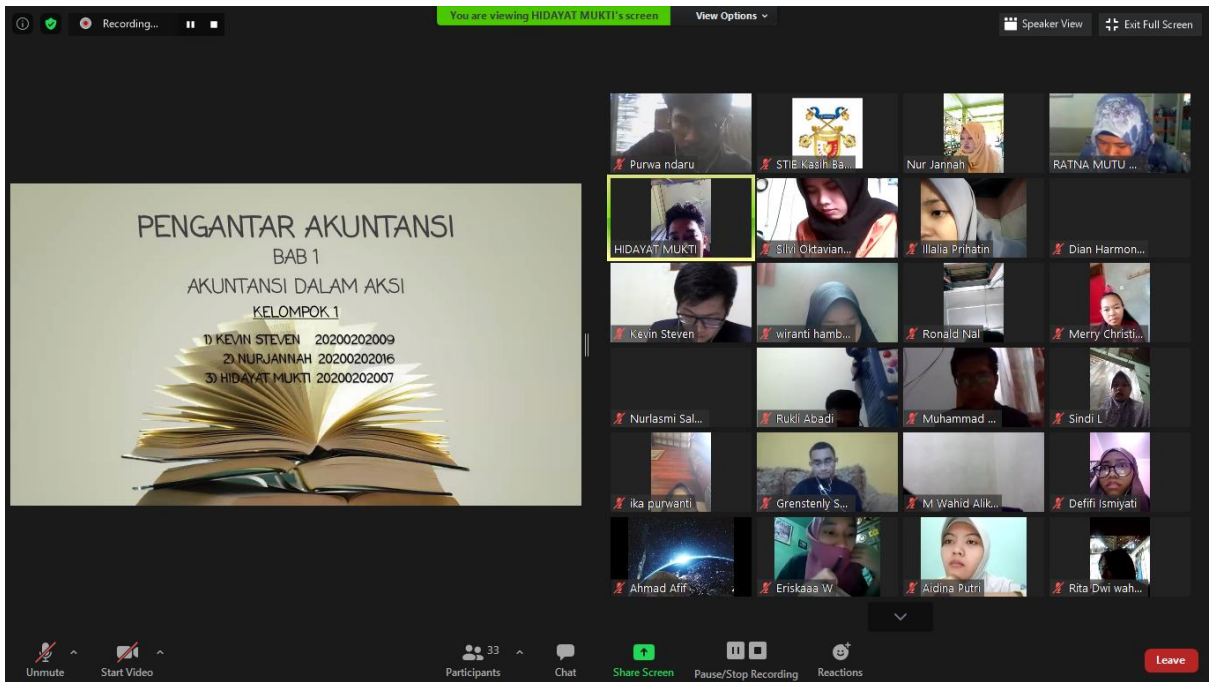 Recording...
You are viewing HIDAYAT MUKTI's screen
View Options
Speaker View
Exit Full Screen
PENGANTAR AKUNTANSI
BAB 1
AKUNTANSI DALAM AKSI
KELOMPOK 1
1) KEVIN STEVEN 20200202009
2) NURJANNAH 20200202016
3) HIDAYAT MUKTI 20200202007
Purwa ndaru
STIE Kasih Ba...
Nur Jannah
RATNA MUTU ...
HIDAYAT MUKTI
Silvi Oktavian...
Illalia Prihatin
Dian Harmon...
Kevin Steven
wiranti hamb...
Ronald Nal
Merry Christi...
Nurlasmi Sal...
Rukli Abadi
Muhammad ...
Sindi L
ika purwanti
Grenstenly S...
M Wahid Alik...
Defifi Ismiyati
Ahmad Afif
Eriskaaa W
Aidina Putri
Rita Dwi wah...
Unmute
Start Video
33
Participants
Chat
Share Screen
Pause/Stop Recording
Reactions
Leave